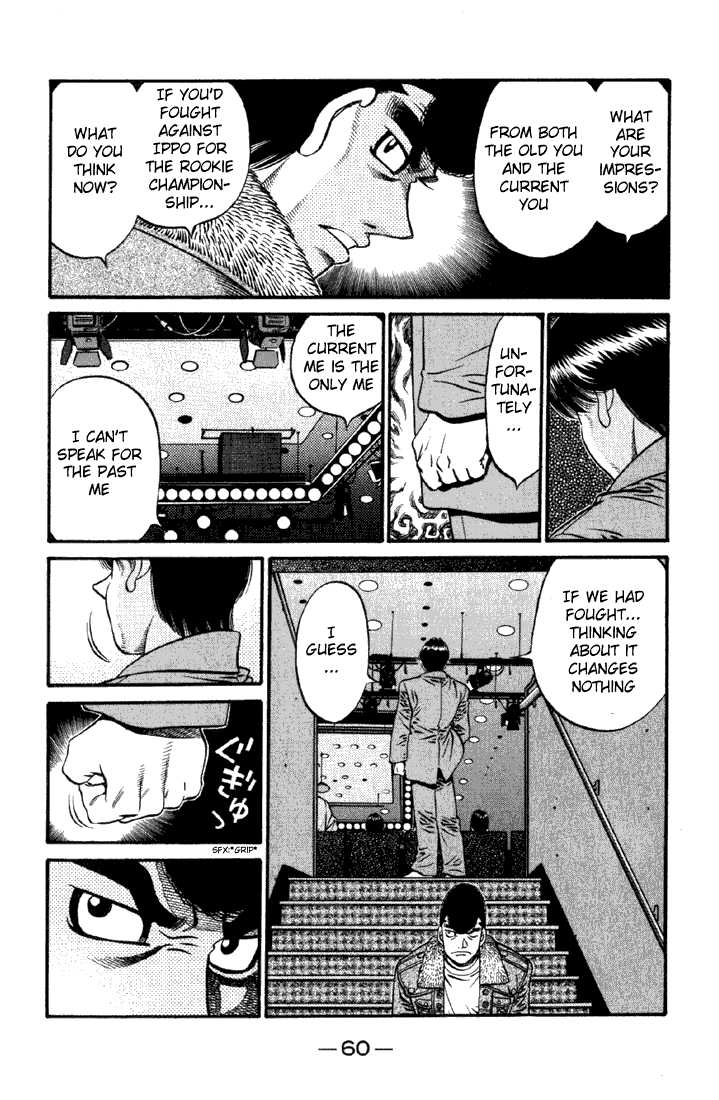 WHAT
ARE
YOUR
IMPRES-
SIONS?
FROM BOTH
THE OLD YOU
AND THE
CURRENT
YOU
IF YOU'D
FOUGHT
AGAINST
IPPO FOR
THE ROOKIE
CHAMPION-
SHIP...
WHAT
DO YOU
THINK
NOW?
UN-
FOR-
TUNA-
TELY
...
THE
CURRENT
ME IS THE
ONLY ME
I CAN'T
SPEAK FOR
THE PAST
ME
IF WE HAD
FOUGHT...
THINKING
ABOUT IT
CHANGES
NOTHING
I
GUESS
...
ぐぎゅっ
SFX:*GRIP*
—60—